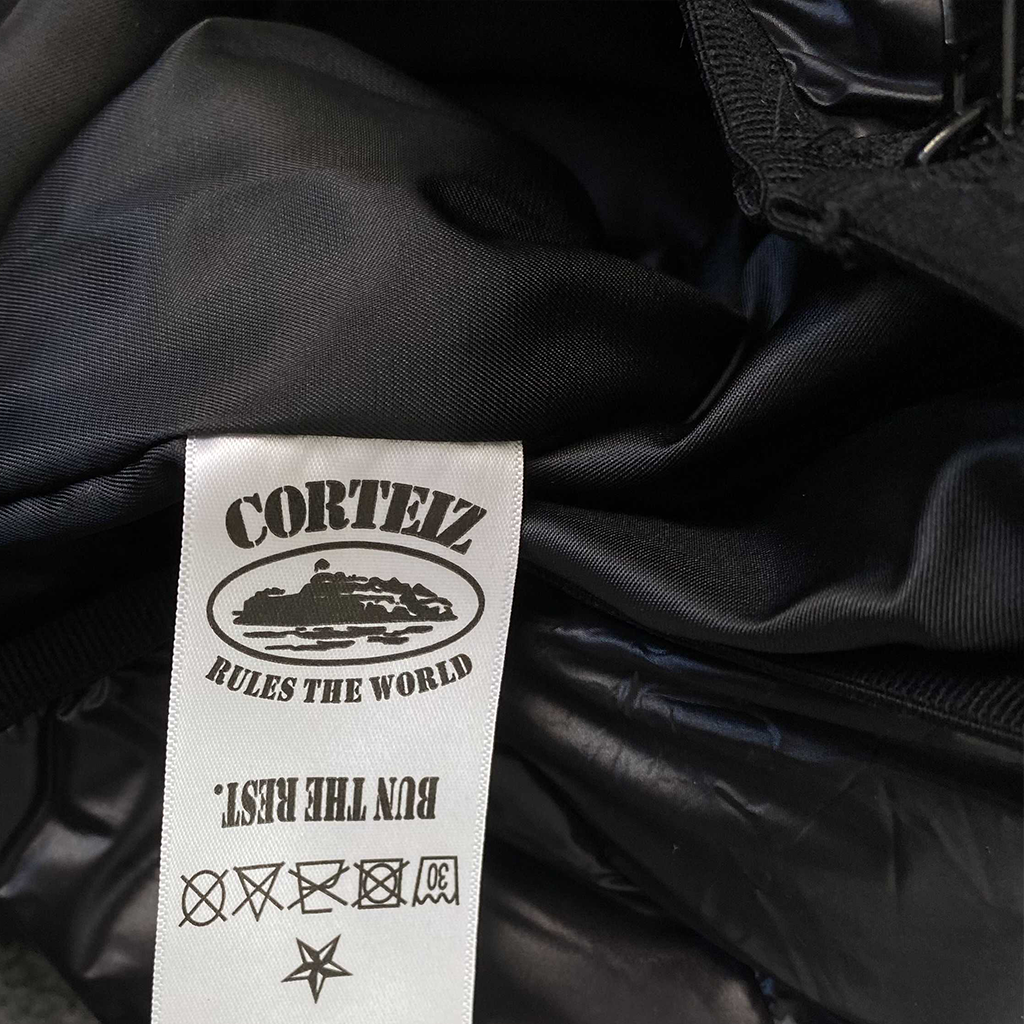 CORTEIZ
RULES THE WORLD
BUN THE REST.
30